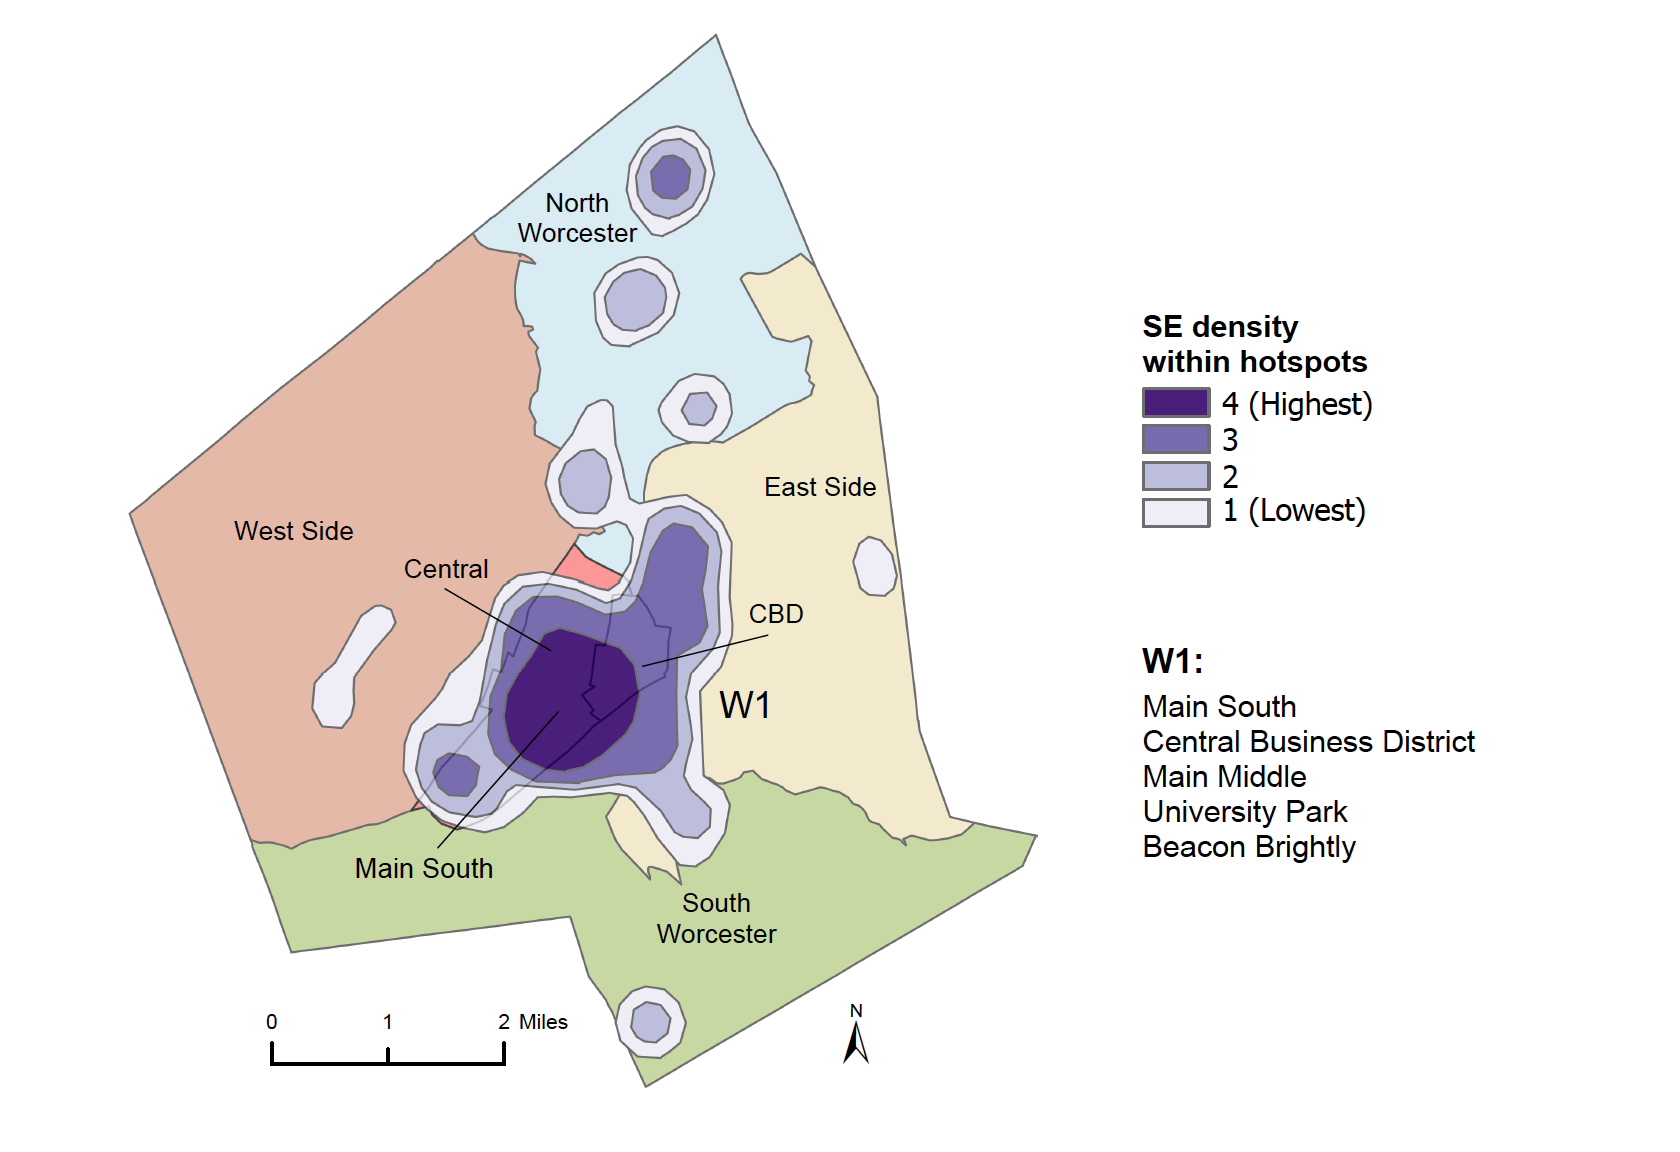 North
Worcester
West Side
East Side
Central
CBD
W1
Main South
South
Worcester
0 1 2 Miles
N
SE density
within hotspots
4 (Highest)
3
2
1 (Lowest)
W1:
Main South
Central Business District
Main Middle
University Park
Beacon Brightly